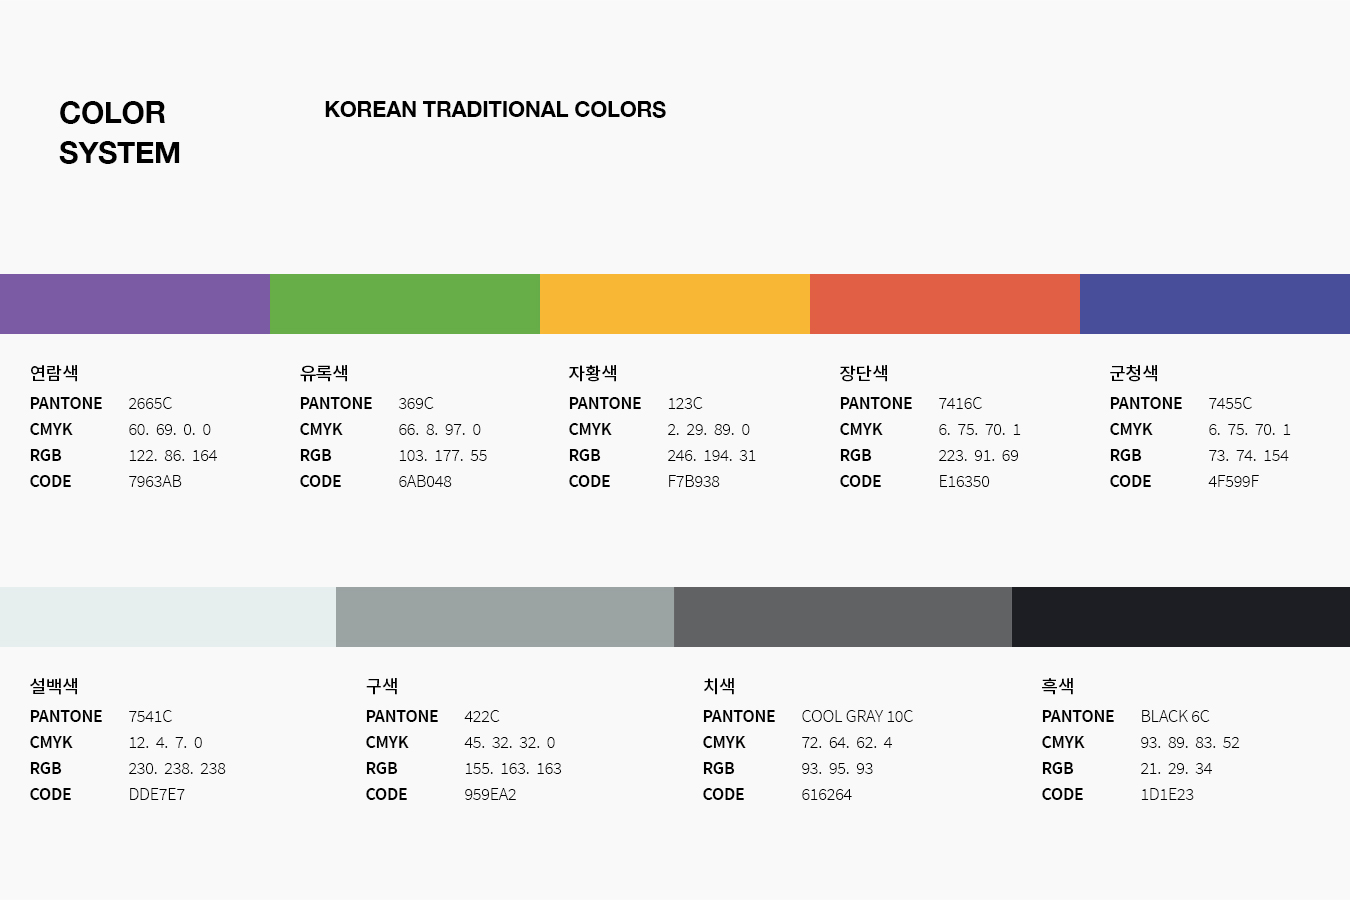 COLOR
SYSTEM
KOREAN TRADITIONAL COLORS
연람색
PANTONE 2665C
CMYK 60. 69. 0. 0
RGB 122. 86. 164
CODE 7963AB
유록색
PANTONE 369C
CMYK 66. 8. 97. 0
RGB 103. 177. 55
CODE 6AB048
자황색
PANTONE 123C
CMYK 2. 29. 89. 0
RGB 246. 194. 31
CODE F7B938
장단색
PANTONE 7416C
CMYK 6. 75. 70. 1
RGB 223. 91. 69
CODE E16350
군청색
PANTONE 7455C
CMYK 6. 75. 70. 1
RGB 73. 74. 154
CODE 4F599F
설백색
PANTONE 7541C
CMYK 12. 4. 7. 0
RGB 230. 238. 238
CODE DDE7E7
구색
PANTONE 422C
CMYK 45. 32. 32. 0
RGB 155. 163. 163
CODE 959EA2
치색
PANTONE COOL GRAY 10C
CMYK 72. 64. 62. 4
RGB 93. 95. 93
CODE 616264
흑색
PANTONE BLACK 6C
CMYK 93. 89. 83. 52
RGB 21. 29. 34
CODE 1D1E23